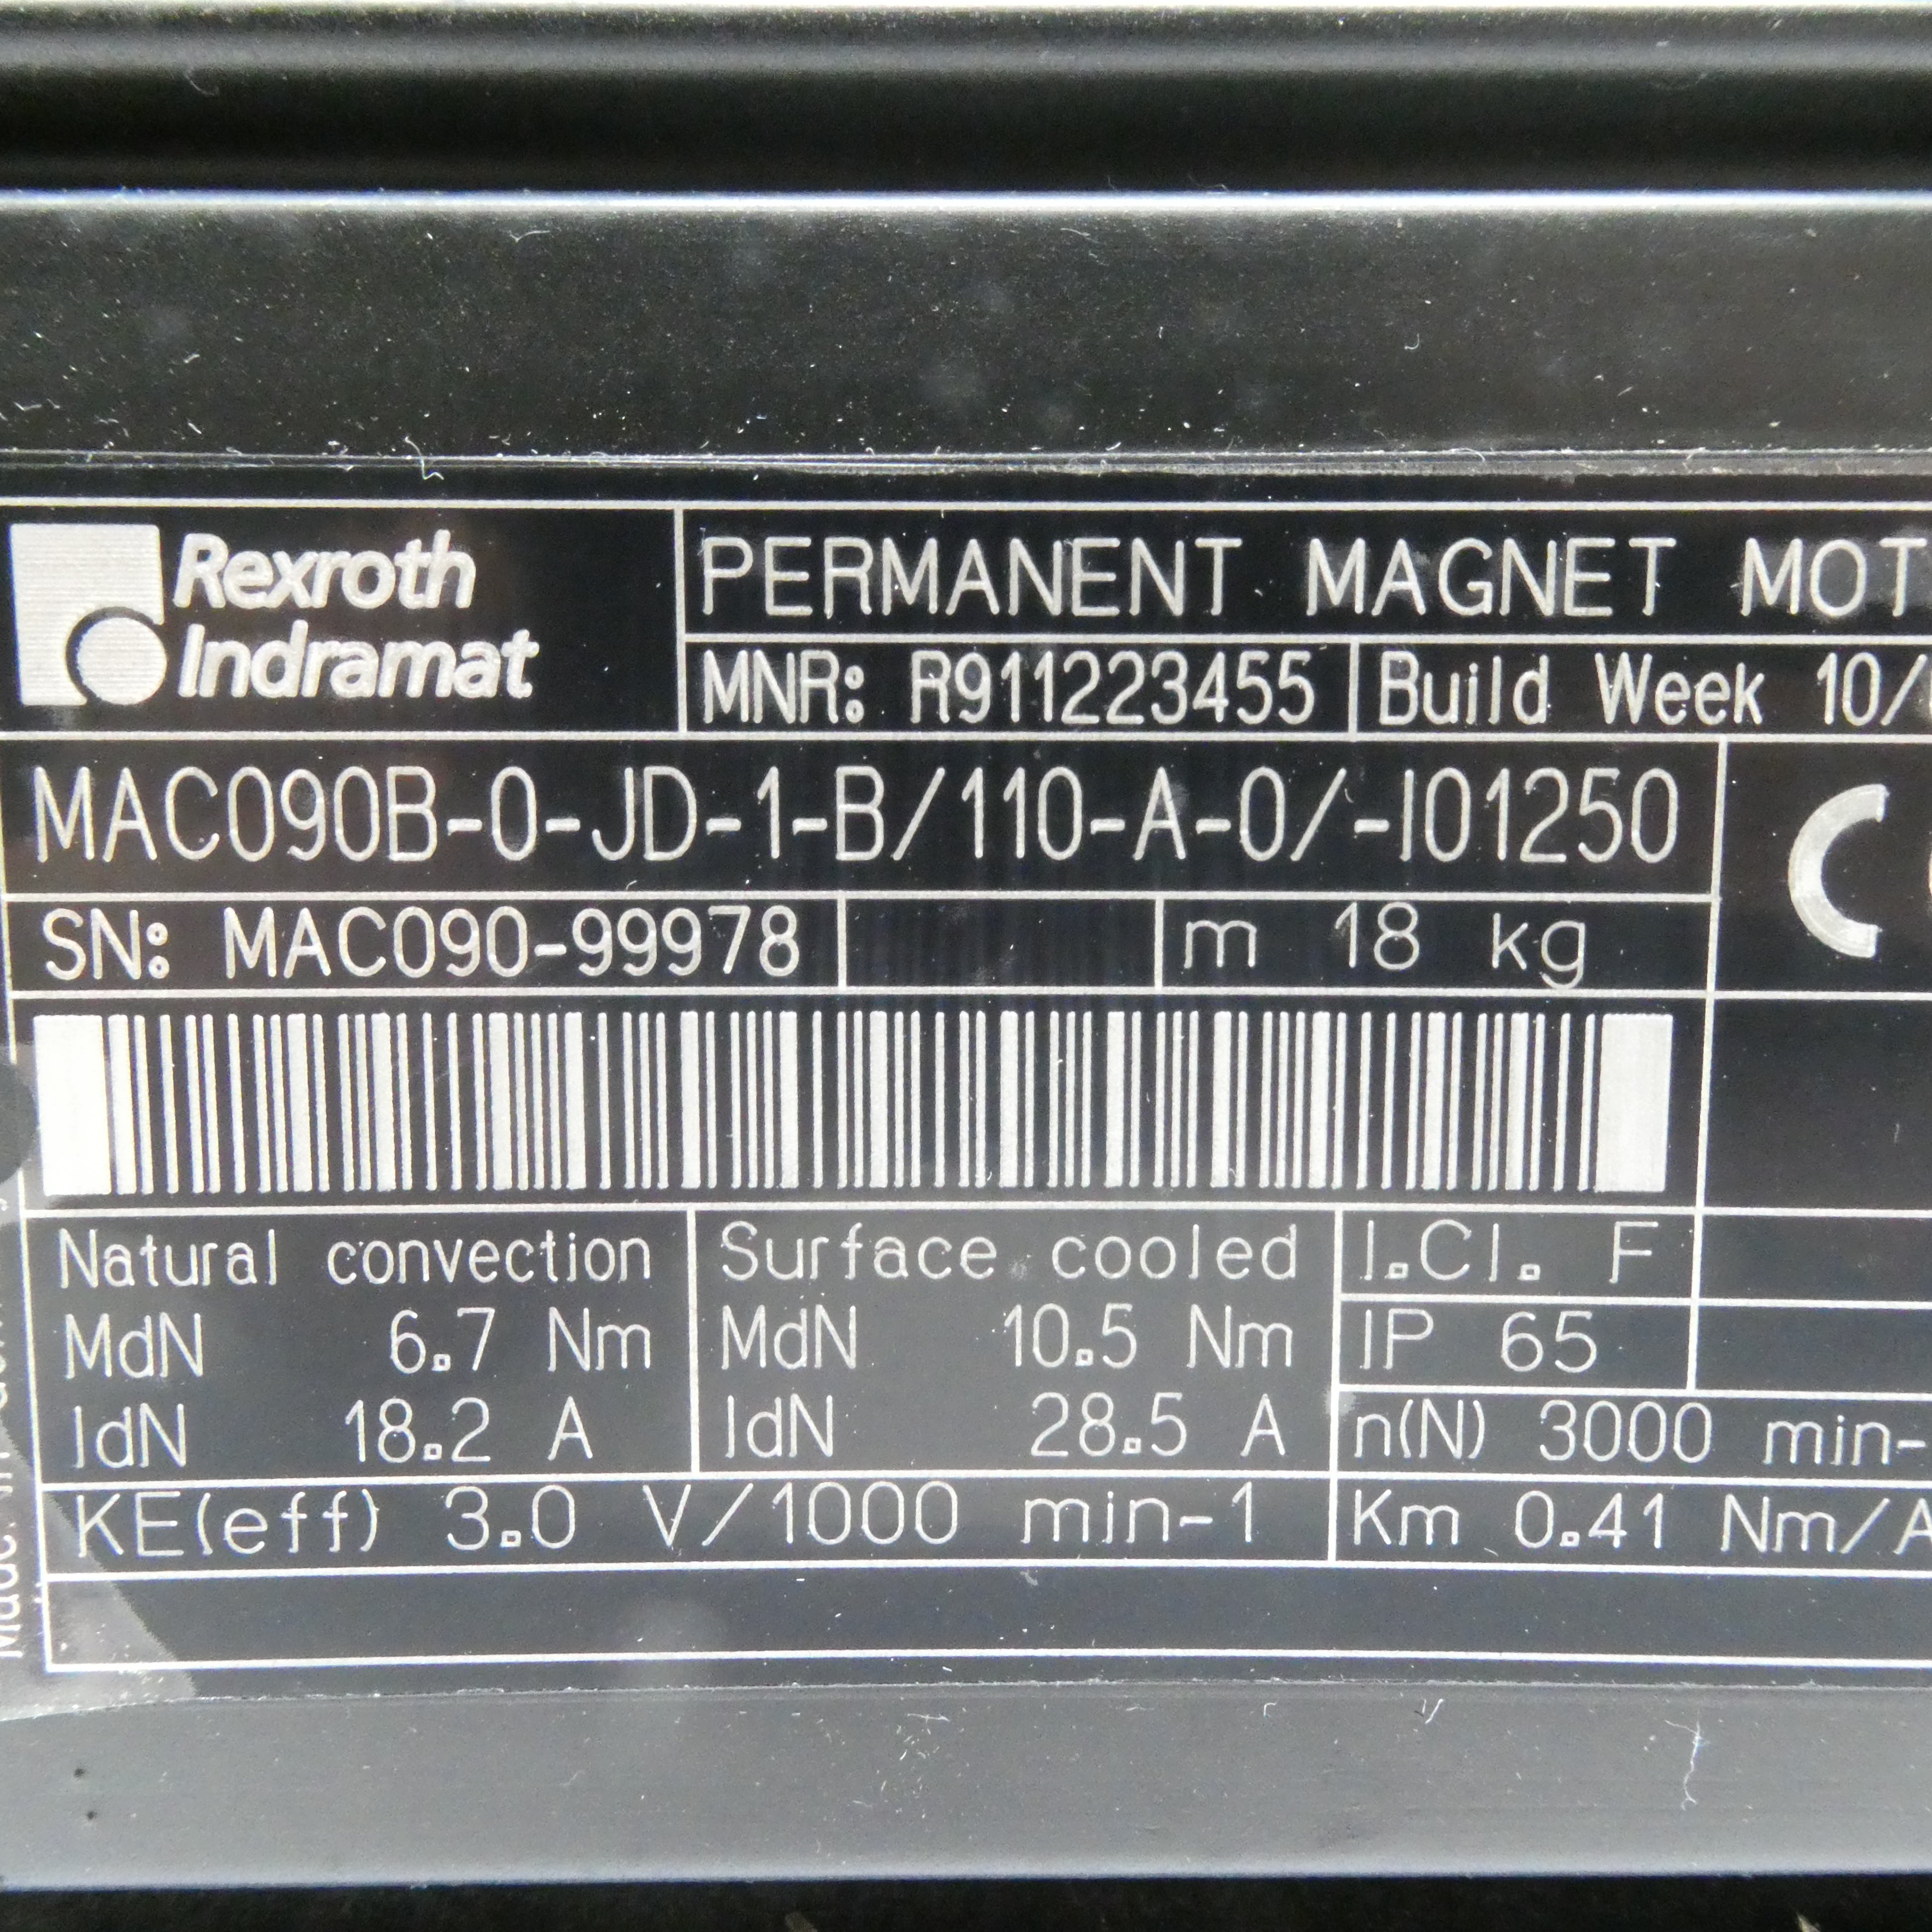 Rexroth
Indramat
PERMANENT MAGNET MOT
MNR: R911223455
Build Week 10/
MAC090B-0-JD-1-B/110-A-0/-I01250
SN: MAC090-99978
m 18 kg
Natural convection
MdN 6.7 Nm
IdN 18.2 A
Surface cooled
MdN 10.5 Nm
IdN 28.5 A
I.Cl. F
IP 65
n(N) 3000 min-
KE(eff) 3.0 V/1000 min-1
Km 0.41 Nm/A